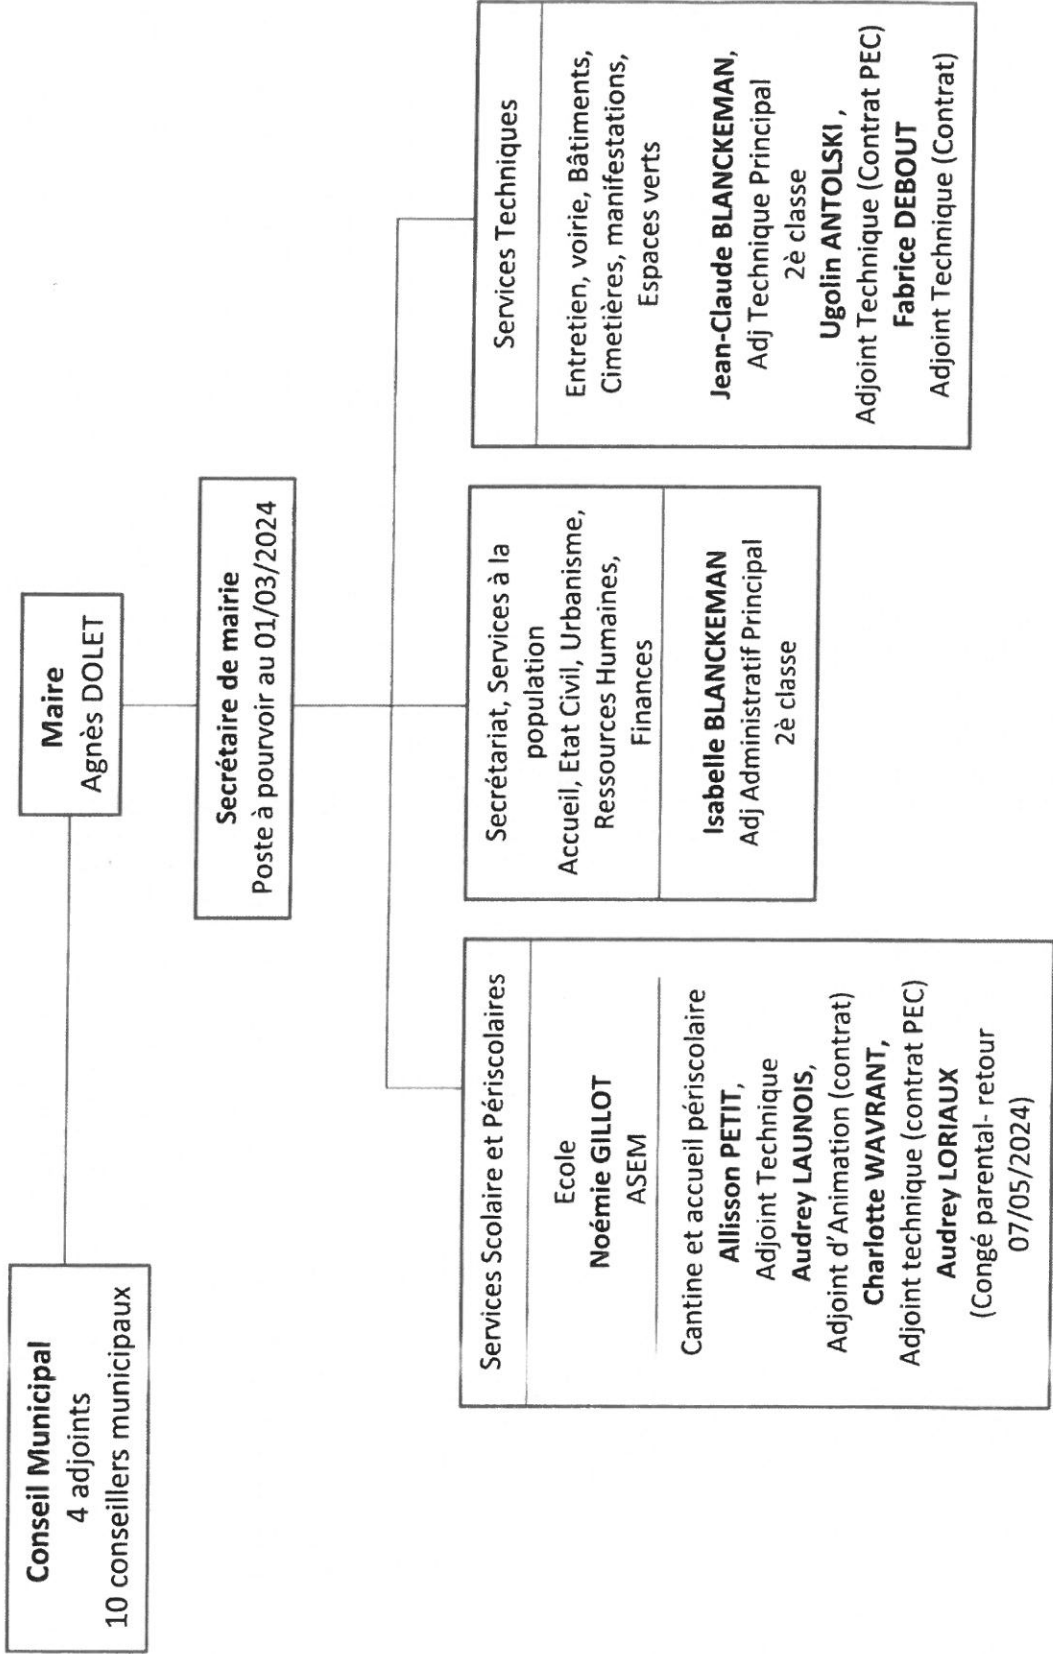 Conseil Municipal
4 adjoints
10 conseillers municipaux
Maire
Agnès DOLET
Secrétaire de mairie
Poste à pourvoir au 01/03/2024
Services Scolaire et Périscolaires
Ecole
Noémie GILLOT
ASEM
Cantine et accueil périscolaire
Allisson PETIT,
Adjoint Technique
Audrey LAUNOIS,
Adjoint d'Animation (contrat)
Charlotte WAVRANT,
Adjoint technique (contrat PEC)
Audrey LORIAUX
(Congé parental- retour
07/05/2024)
Secrétariat, Services à la
population
Accueil, Etat Civil, Urbanisme,
Ressources Humaines,
Finances
Isabelle BLANCKEMAN
Adj Administratif Principal
2è classe
Services Techniques
Entretien, voirie, Bâtiments,
Cimetières, manifestations,
Espaces verts
Jean-Claude BLANCKEMAN,
Adj Technique Principal
2è classe
Ugolin ANTOLSKI ,
Adjoint Technique (Contrat PEC)
Fabrice DEBOUT
Adjoint Technique (Contrat)